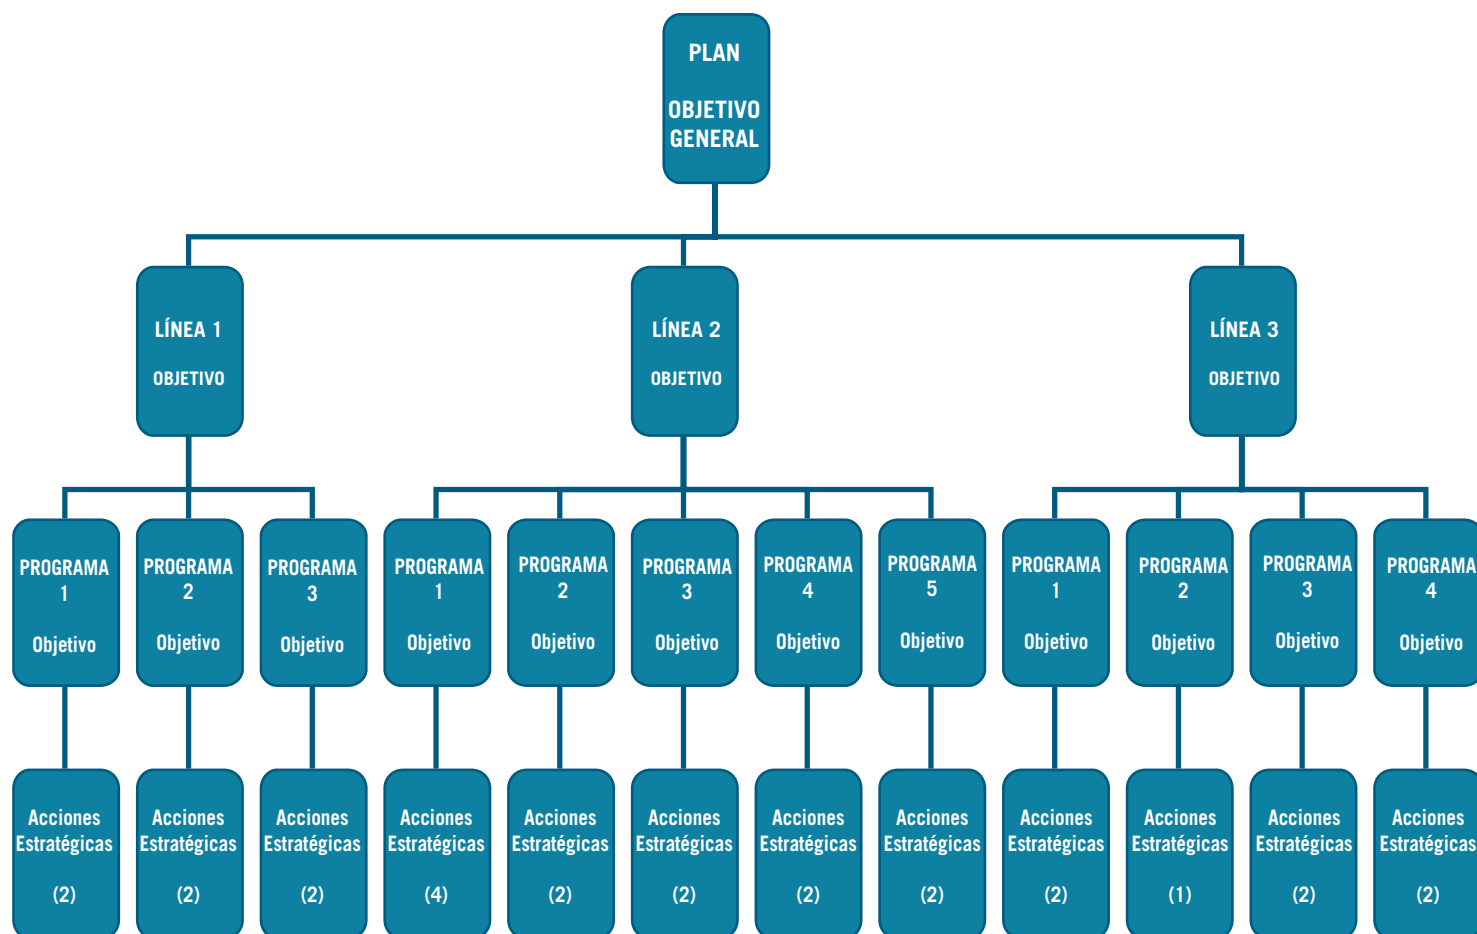 PLAN
OBJETIVO
GENERAL
LÍNEA 1
OBJETIVO
LÍNEA 2
OBJETIVO
LÍNEA 3
OBJETIVO
PROGRAMA
1
Objetivo
PROGRAMA
2
Objetivo
PROGRAMA
3
Objetivo
PROGRAMA
1
Objetivo
PROGRAMA
2
Objetivo
PROGRAMA
3
Objetivo
PROGRAMA
4
Objetivo
PROGRAMA
5
Objetivo
PROGRAMA
1
Objetivo
PROGRAMA
2
Objetivo
PROGRAMA
3
Objetivo
PROGRAMA
4
Objetivo
Acciones
Estratégicas
(2)
Acciones
Estratégicas
(2)
Acciones
Estratégicas
(2)
Acciones
Estratégicas
(4)
Acciones
Estratégicas
(2)
Acciones
Estratégicas
(2)
Acciones
Estratégicas
(2)
Acciones
Estratégicas
(2)
Acciones
Estratégicas
(2)
Acciones
Estratégicas
(1)
Acciones
Estratégicas
(2)
Acciones
Estratégicas
(2)